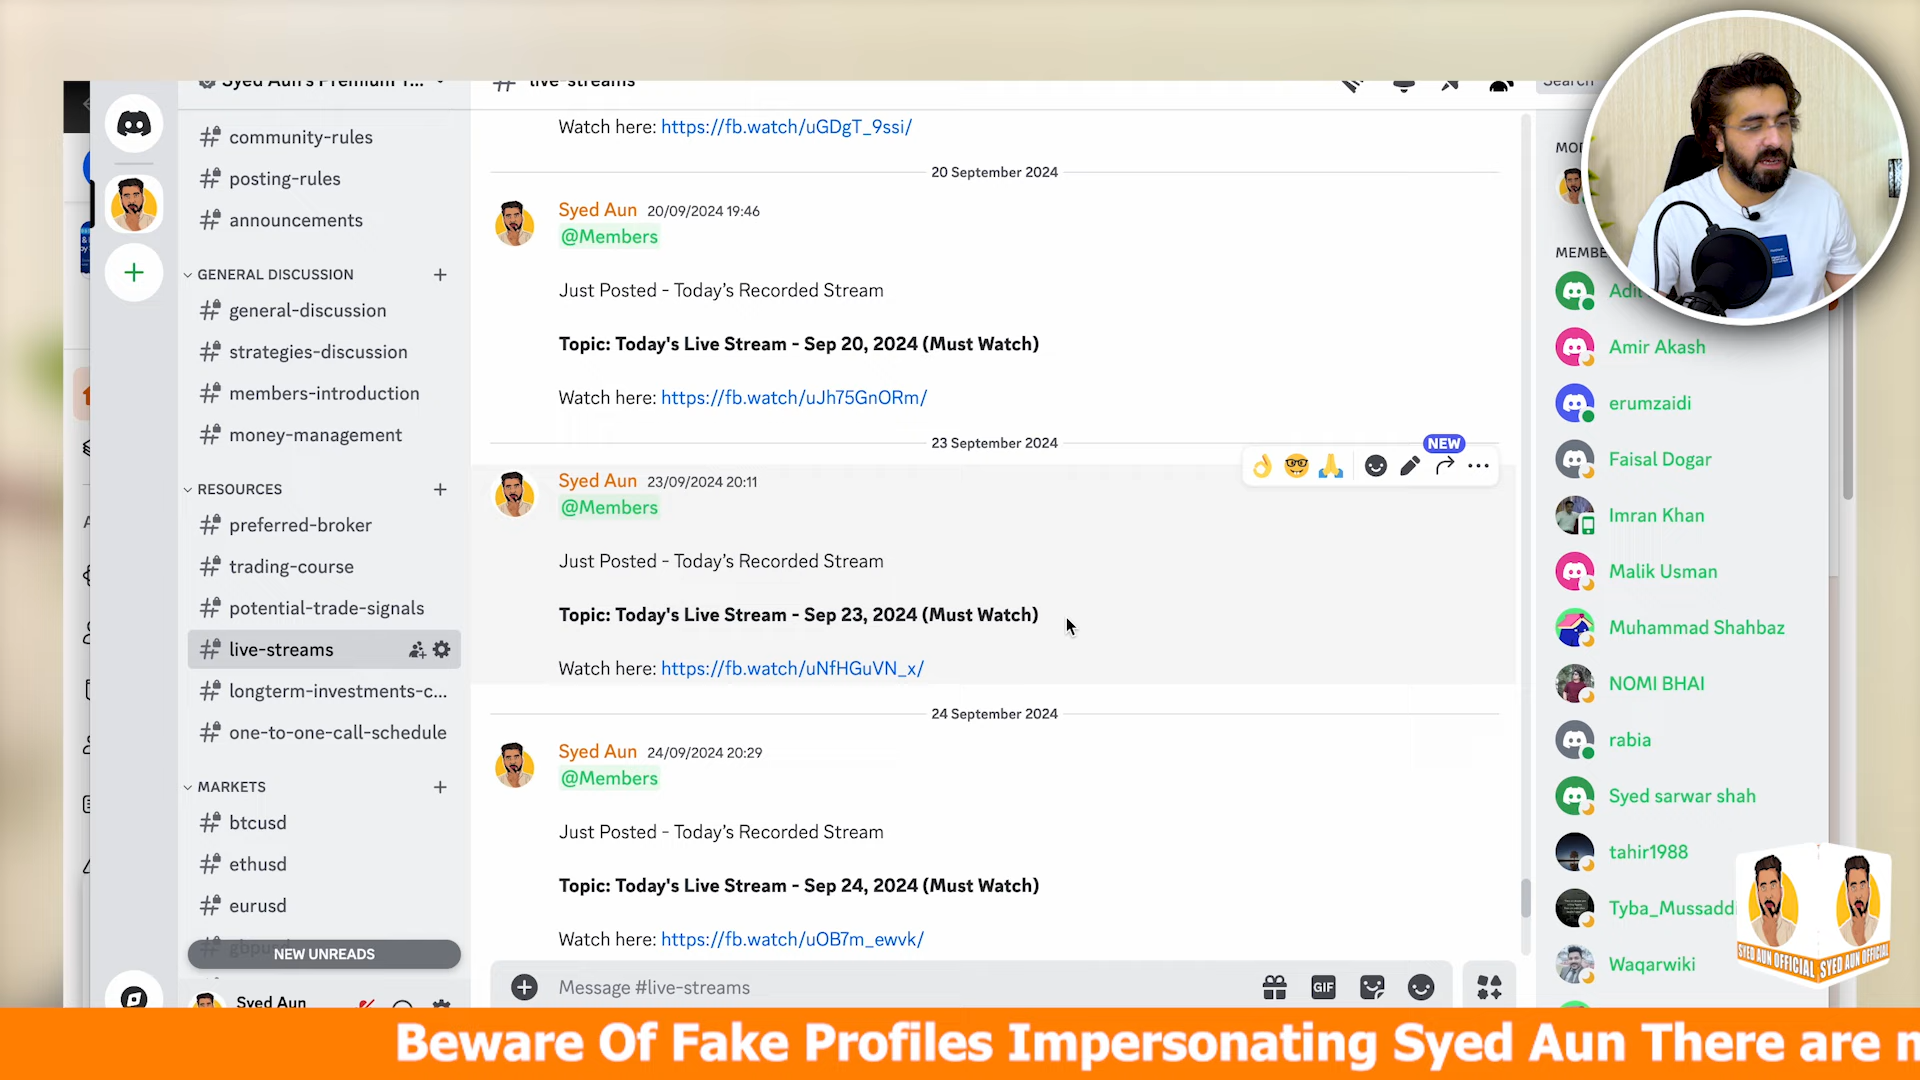 Syed Aun's Premium T...
live-streams
Search
community-rules
posting-rules
announcements
GENERAL DISCUSSION
general-discussion
strategies-discussion
members-introduction
money-management
RESOURCES
preferred-broker
trading-course
potential-trade-signals
live-streams
longterm-investments-c...
one-to-one-call-schedule
MARKETS
btcusd
ethusd
eurusd
NEW UNREADS
Syed Aun
Watch here: https://fb.watch/uGDgT_9ssi/
20 September 2024
Syed Aun 20/09/2024 19:46
@Members
Just Posted - Today's Recorded Stream
Topic: Today's Live Stream - Sep 20, 2024 (Must Watch)
Watch here: https://fb.watch/uJh75GnORm/
23 September 2024
NEW
Syed Aun 23/09/2024 20:11
@Members
Just Posted - Today's Recorded Stream
Topic: Today's Live Stream - Sep 23, 2024 (Must Watch)
Watch here: https://fb.watch/uNfHGuVN_x/
24 September 2024
Syed Aun 24/09/2024 20:29
@Members
Just Posted - Today's Recorded Stream
Topic: Today's Live Stream - Sep 24, 2024 (Must Watch)
Watch here: https://fb.watch/uOB7m_ewvk/
Message #live-streams
GIF
Adil
Amir Akash
erumzaidi
Faisal Dogar
Imran Khan
Malik Usman
Muhammad Shahbaz
NOMI BHAI
rabia
Syed sarwar shah
tahir1988
Tyba_Mussadd
Waqarwiki
SYED AUN OFFICIAL SYED AUN OFFICIAL
Beware Of Fake Profiles Impersonating Syed Aun There are